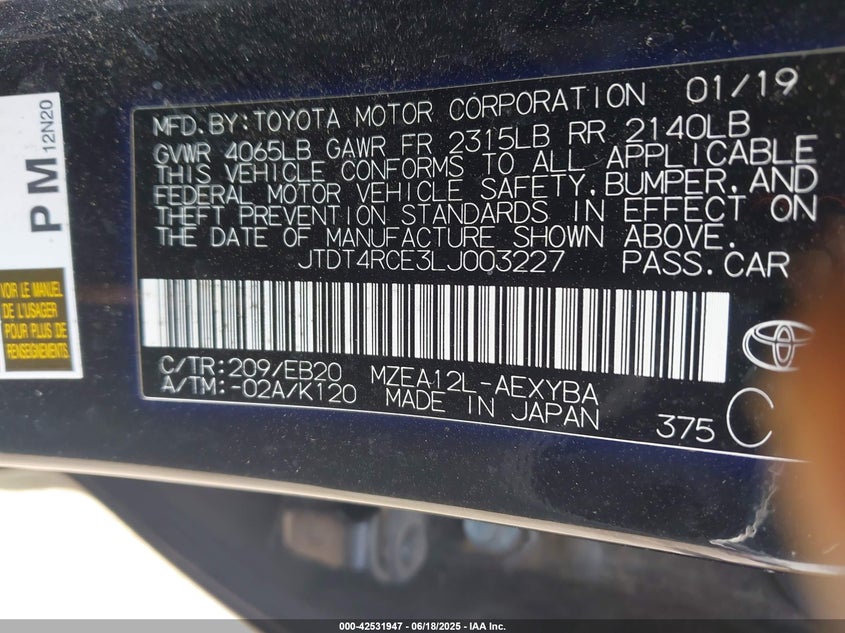 PM 12N20
VOIR LE MANUEL
DE L'USAGER
POUR PLUS DE
RENSEIGNEMENTS
MFD. BY: TOYOTA MOTOR CORPORATION 01/19
GVWR 4065LB GAWR FR 2315LB RR 2140LB
THIS VEHICLE CONFORMS TO ALL APPLICABLE
FEDERAL MOTOR VEHICLE SAFETY, BUMPER, AND
THEFT PREVENTION STANDARDS IN EFFECT ON
THE DATE OF MANUFACTURE SHOWN ABOVE.
JTDT4RCE3LJ003227 PASS. CAR
C/TR: 209/EB20 MZEA12L-AEXYBA
A/TM: -02A/K120 MADE IN JAPAN
375 C
000-42531947 - 06/18/2025 - IAA Inc.